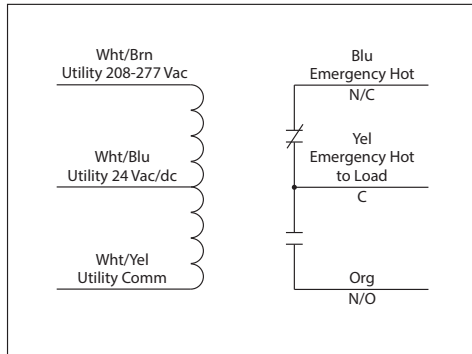 Wht/Brn
Utility 208-277 Vac
Wht/Blu
Utility 24 Vac/dc
Wht/Yel
Utility Comm
Blu
Emergency Hot
N/C
Yel
Emergency Hot
to Load
C
Org
N/O